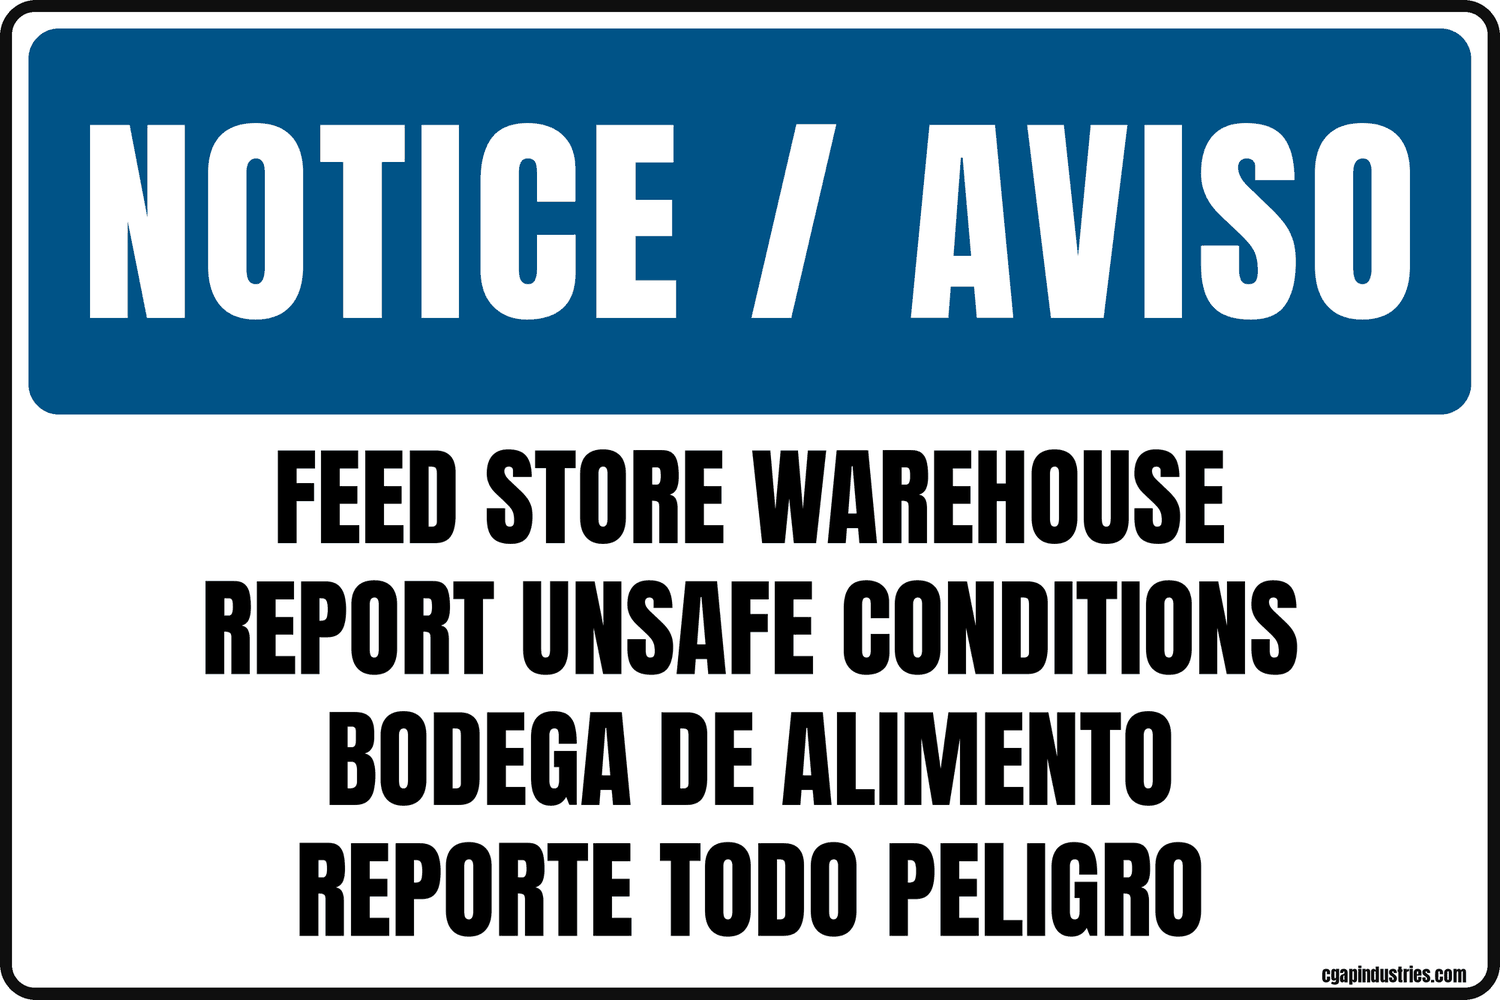 NOTICE / AVISO
FEED STORE WAREHOUSE
REPORT UNSAFE CONDITIONS
BODEGA DE ALIMENTO
REPORTE TODO PELIGRO
cgapindustries.com